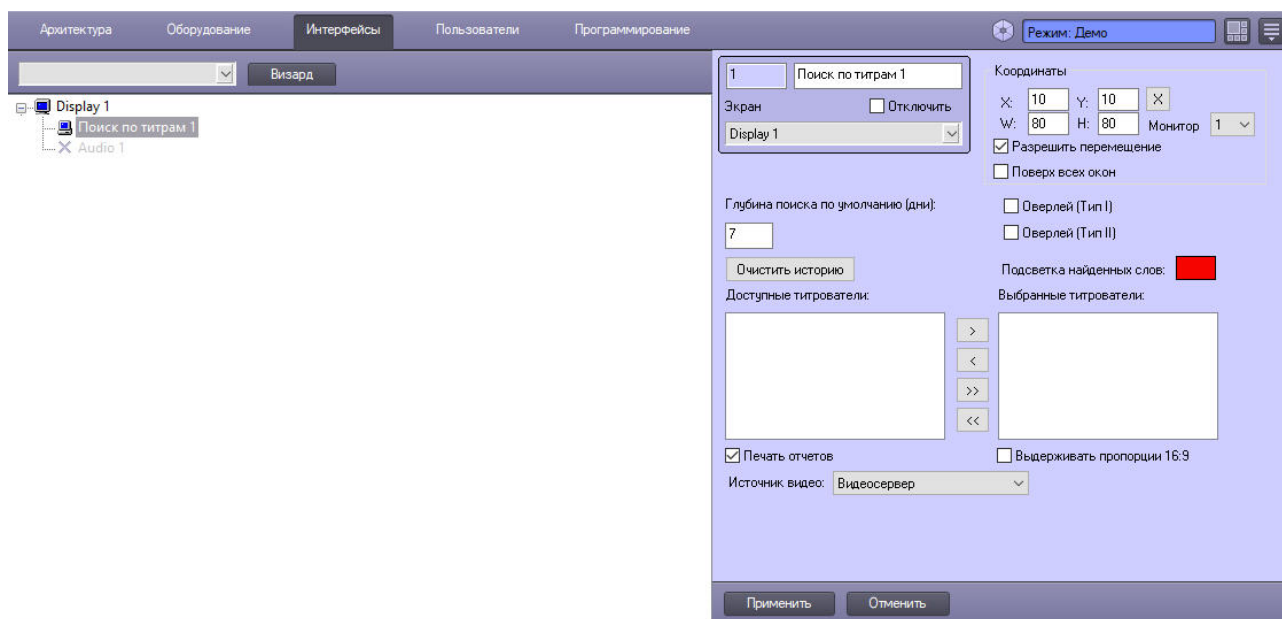 Архитектура Оборудование Интерфейсы Пользователи Программирование Режим: Демо
Визард
Display 1
Поиск по титрам 1
Audio 1
1 Поиск по титрам 1
Экран Отключить
Display 1
Координаты
X: 10 Y: 10 X
W: 80 H: 80 Монитор 1
Разрешить перемещение
Поверх всех окон
Глубина поиска по умолчанию (дни):
7
Оверлей (Тип I)
Оверлей (Тип II)
Очистить историю
Подсветка найденных слов:
Доступные титрователи:
Выбранные титрователи:
>
<
>>
<<
Печать отчетов
Выдерживать пропорции 16:9
Источник видео: Видеосервер
Применить Отменить